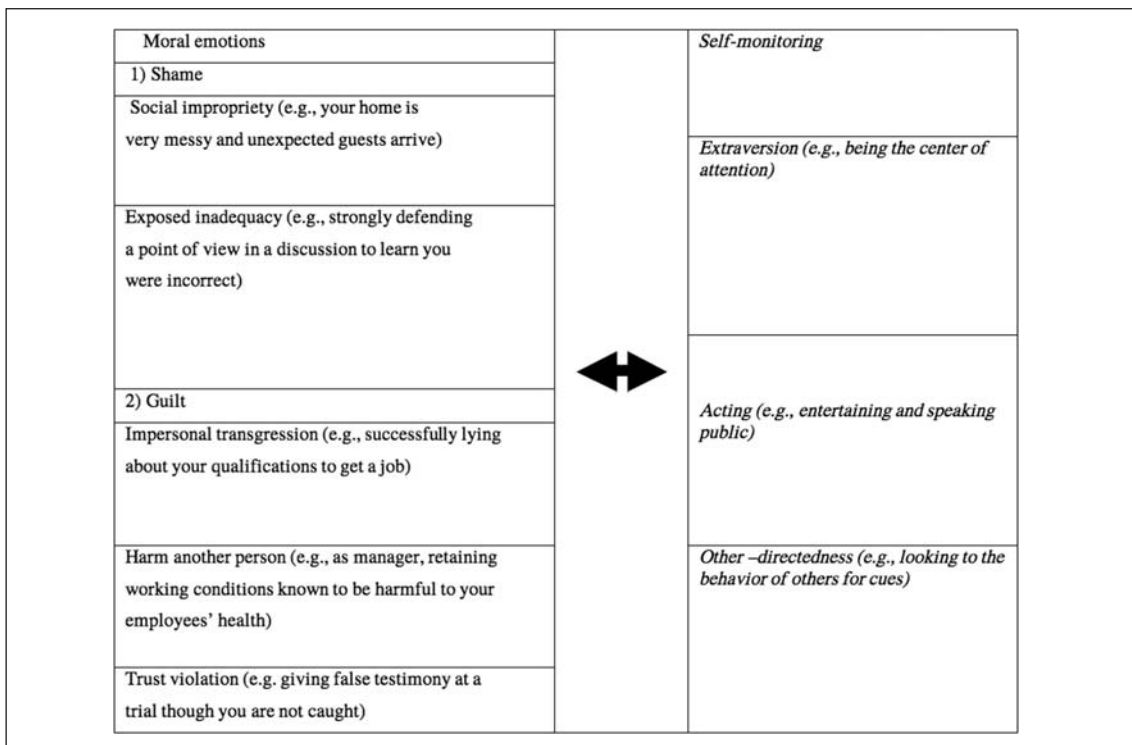 Moral emotions
1) Shame
Social impropriety (e.g., your home is
very messy and unexpected guests arrive)
Exposed inadequacy (e.g., strongly defending
a point of view in a discussion to learn you
were incorrect)
2) Guilt
Impersonal transgression (e.g., successfully lying
about your qualifications to get a job)
Harm another person (e.g., as manager, retaining
working conditions known to be harmful to your
employees’ health)
Trust violation (e.g. giving false testimony at a
trial though you are not caught)
Self-monitoring
Extraversion (e.g., being the center of
attention)
Acting (e.g., entertaining and speaking
public)
Other –directedness (e.g., looking to the
behavior of others for cues)